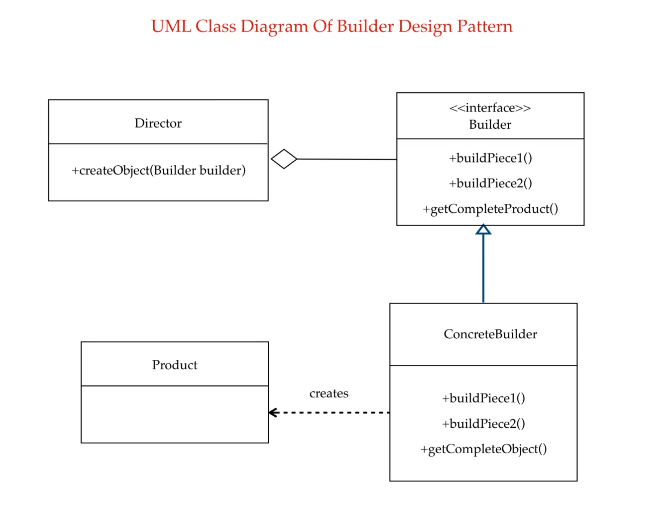 UML Class Diagram Of Builder Design Pattern
Director
+createObject(Builder builder)
<<interface>>
Builder
+buildPiece1()
+buildPiece2()
+getCompleteProduct()
Product
creates
ConcreteBuilder
+buildPiece1()
+buildPiece2()
+getCompleteObject()